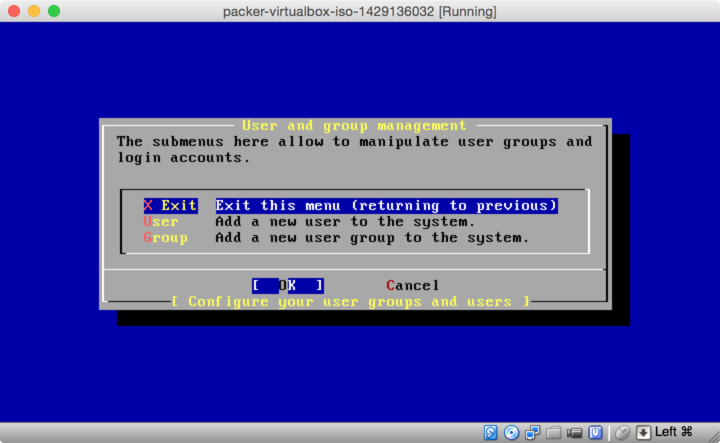 packer-virtualbox-iso-1429136032 [Running]
User and group management
The submenus here allow to manipulate user groups and
login accounts.
X Exit Exit this menu (returning to previous)
User Add a new user to the system.
Group Add a new user group to the system.
[ OK ] Cancel
[ Configure your user groups and users ]
Left ⌘